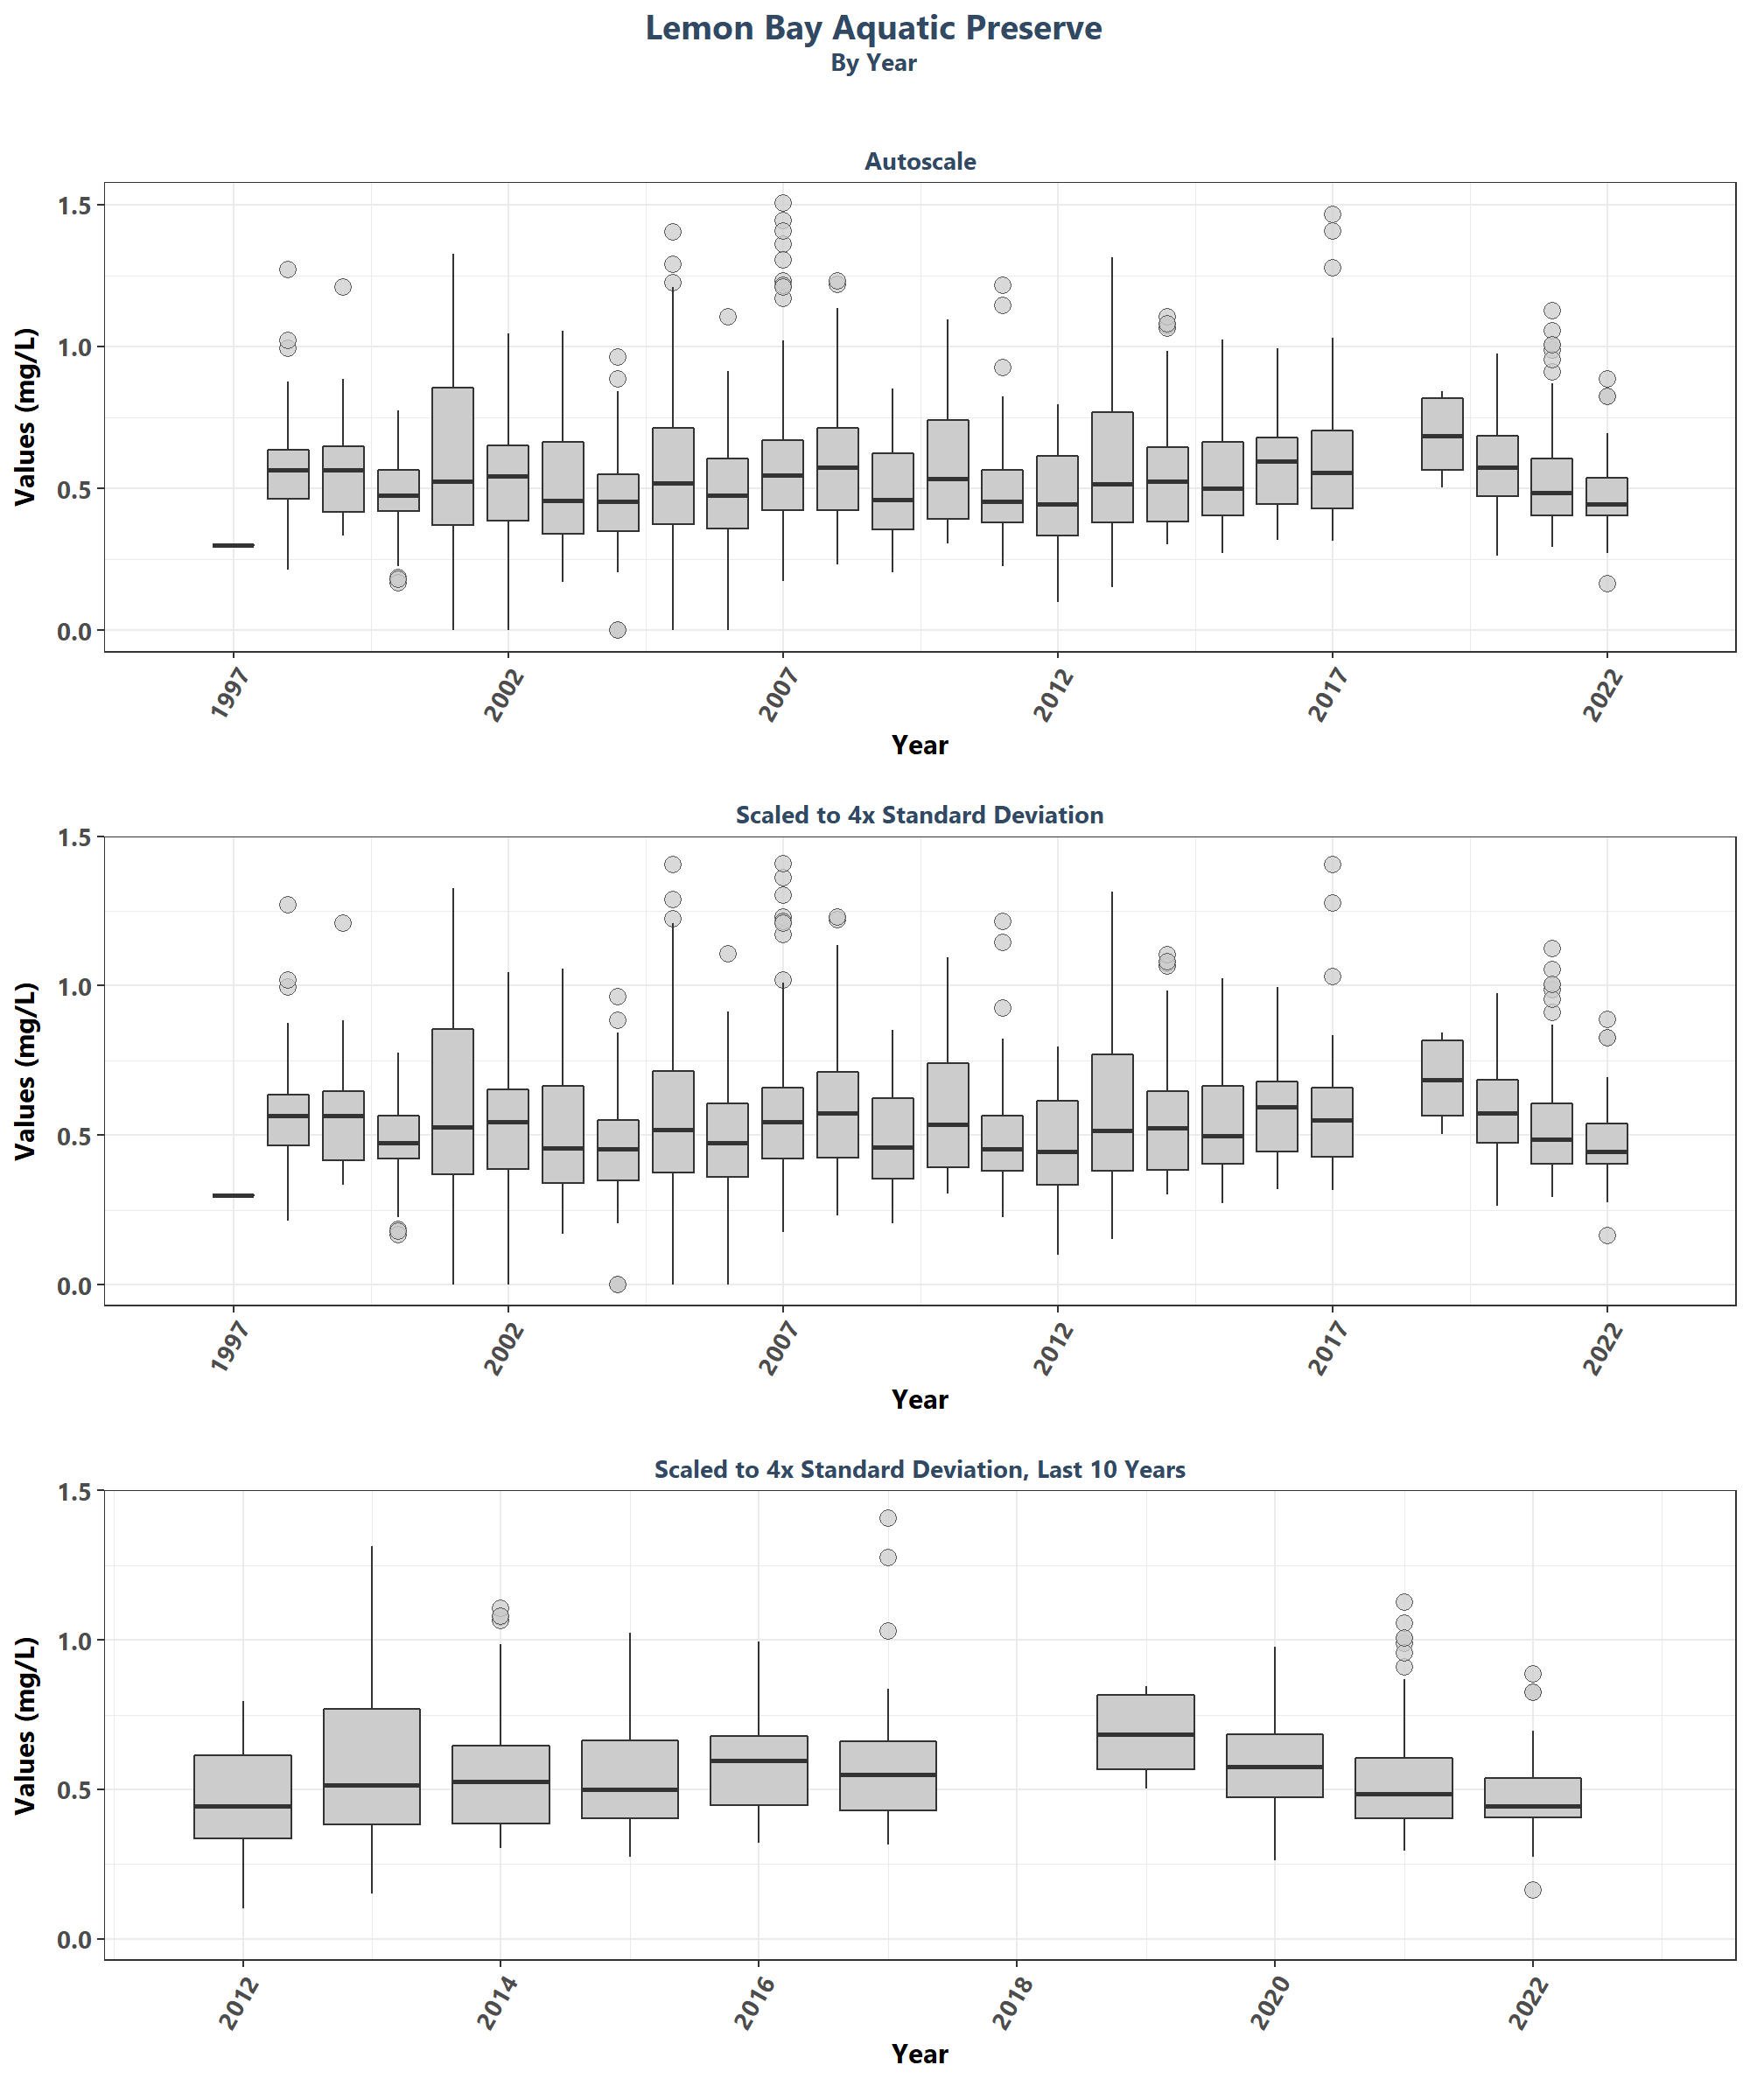 Lemon Bay Aquatic Preserve
By Year
Autoscale
Values (mg/L)
1.5
1.0
0.5
0.0
1997 2002 2007 2012 2017 2022
Year
Scaled to 4x Standard Deviation
Values (mg/L)
1.5
1.0
0.5
0.0
1997 2002 2007 2012 2017 2022
Year
Scaled to 4x Standard Deviation, Last 10 Years
Values (mg/L)
1.5
1.0
0.5
0.0
2012 2014 2016 2018 2020 2022
Year